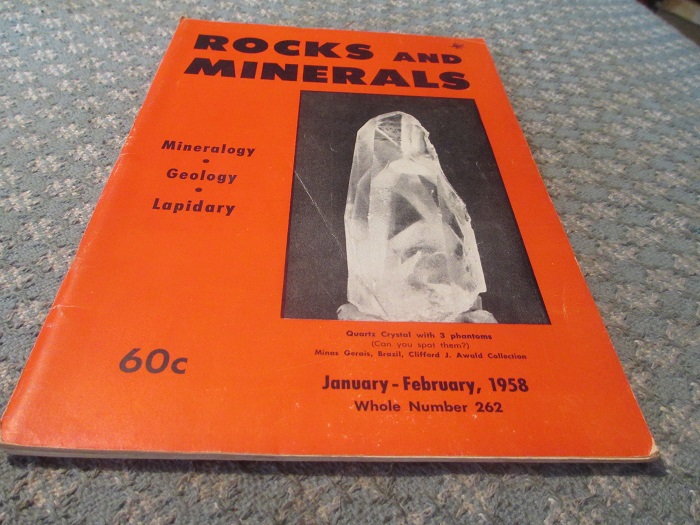 ROCKS AND
MINERALS
Mineralogy
•
Geology
•
Lapidary
Quartz Crystal with 3 phantoms
(Can you spot them?)
Minas Gerais, Brazil, Clifford J. Awald Collection
60c
January - February, 1958
Whole Number 262